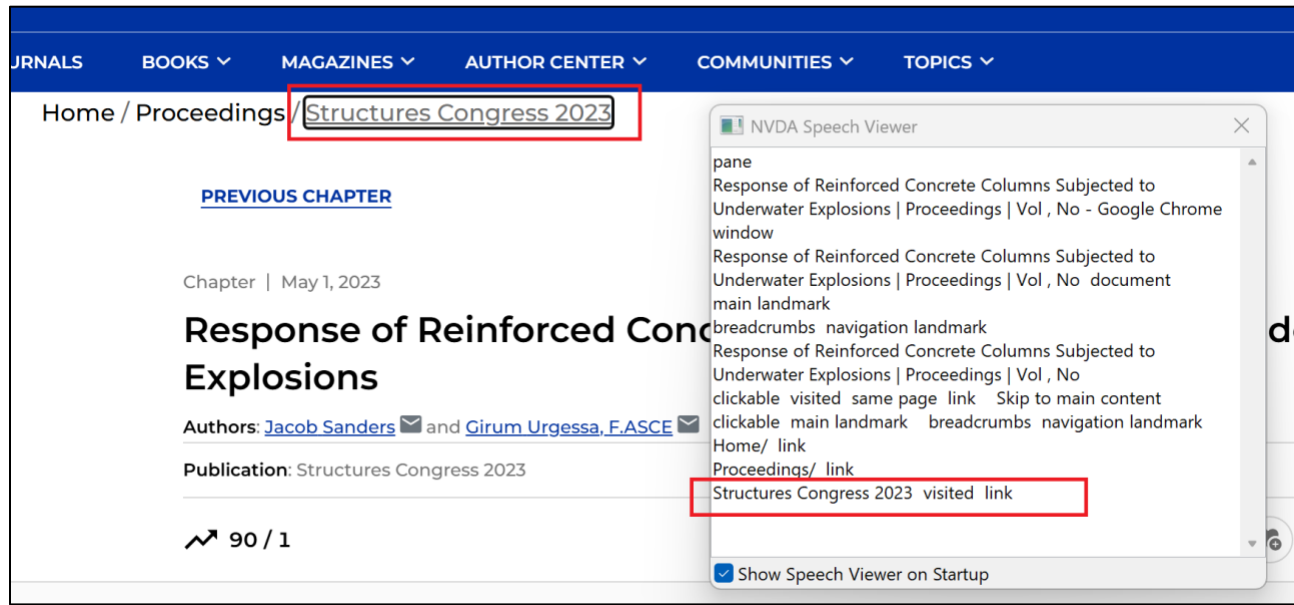 JRNALS BOOKS MAGAZINES AUTHOR CENTER COMMUNITIES TOPICS
Home / Proceedings / Structures Congress 2023
PREVIOUS CHAPTER
Chapter | May 1, 2023
Response of Reinforced Conc
Explosions
Authors: Jacob Sanders and Girum Urgessa, F.ASCE
Publication: Structures Congress 2023
90 / 1
NVDA Speech Viewer
pane
Response of Reinforced Concrete Columns Subjected to
Underwater Explosions | Proceedings | Vol , No - Google Chrome
window
Response of Reinforced Concrete Columns Subjected to
Underwater Explosions | Proceedings | Vol , No document
main landmark
breadcrumbs navigation landmark
Response of Reinforced Concrete Columns Subjected to
Underwater Explosions | Proceedings | Vol , No
clickable visited same page link Skip to main content
clickable main landmark breadcrumbs navigation landmark
Home/ link
Proceedings/ link
Structures Congress 2023 visited link
Show Speech Viewer on Startup